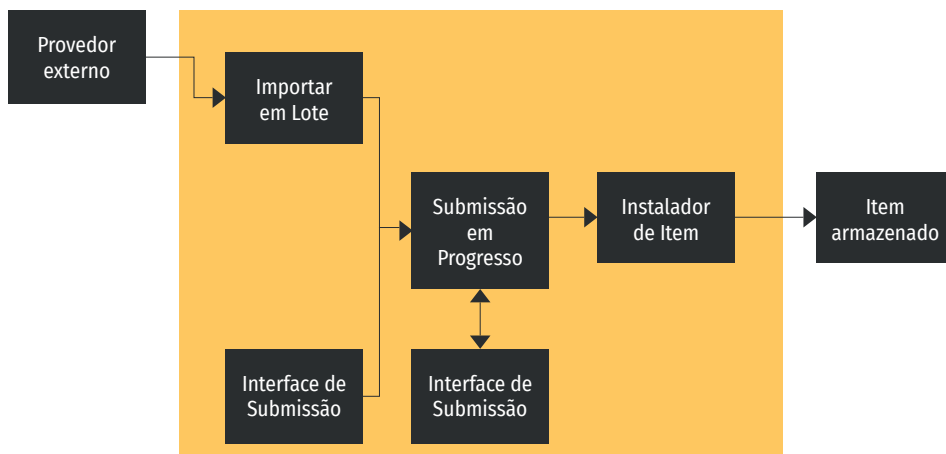 Provedor
externo
Importar
em Lote
Submissão
em
Progresso
Instalador
de Item
Item
armazenado
Interface de
Submissão
Interface de
Submissão